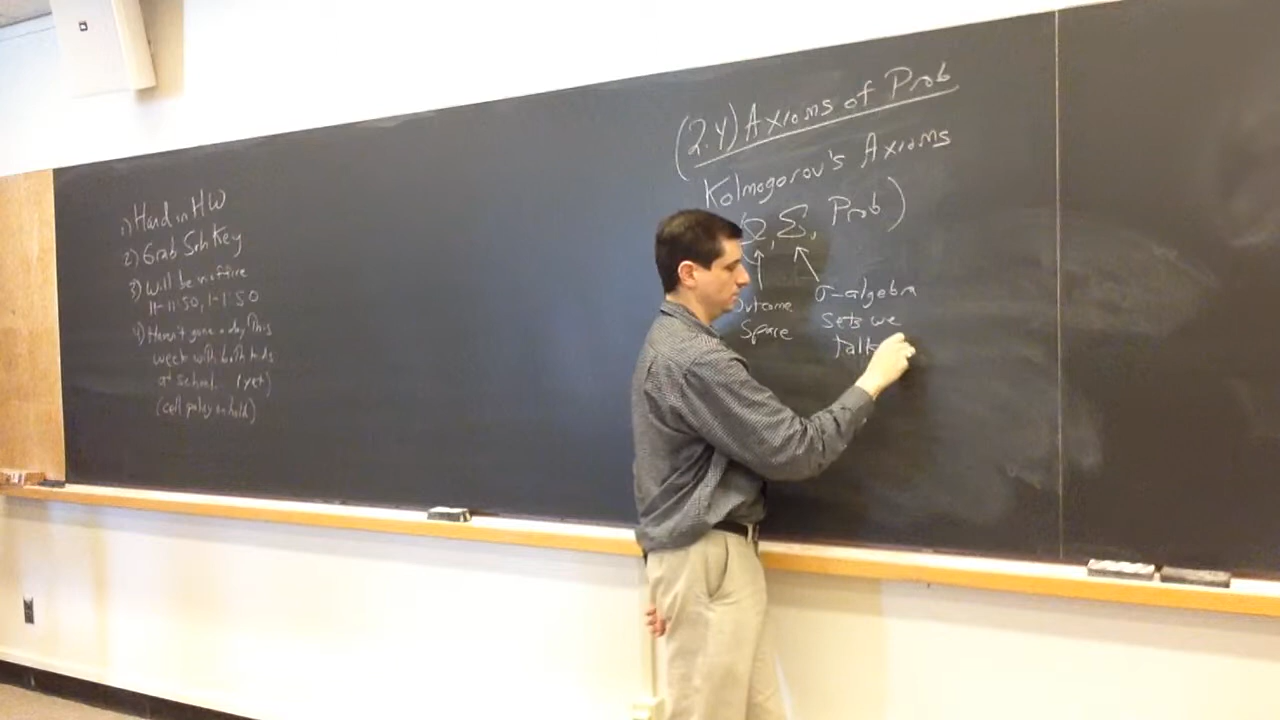 1) Hand in HW
2) Grab Soln Key
3) Will be in office
11-11:50, 1-1:50
4) Haven't gone a day this
week with both kids
at school... (yet)
(cell policy on hold)
(2.4) Axioms of Prob
Kolmogorov's Axioms
(Ω, Σ, Prob)
outcome
Space
σ-algebra
sets we
talk